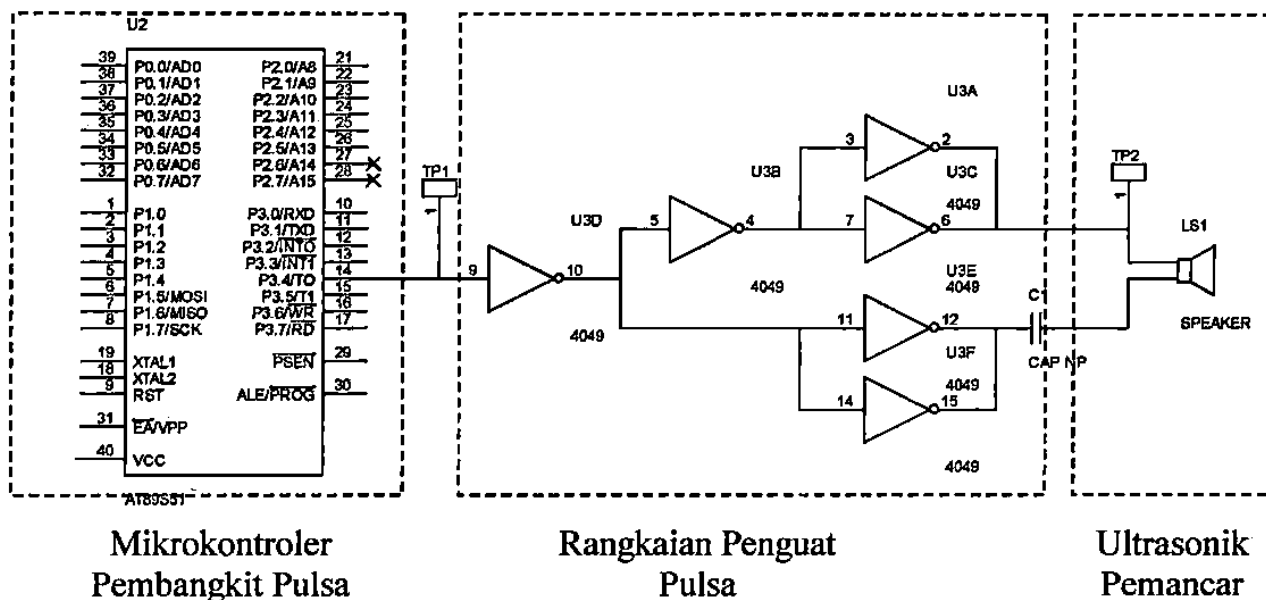 U2
39 P0.0/AD0 P2.0/A8 21
38 P0.1/AD1 P2.1/A9 22
37 P0.2/AD2 P2.2/A10 23
36 P0.3/AD3 P2.3/A11 24
35 P0.4/AD4 P2.4/A12 25
34 P0.5/AD5 P2.5/A13 26
33 P0.6/AD6 P2.6/A14 27
32 P0.7/AD7 P2.7/A15 28
1 P1.0 P3.0/RXD 10
2 P1.1 P3.1/TXD 11
3 P1.2 P3.2/INT0 12
4 P1.3 P3.3/INT1 13
5 P1.4 P3.4/TO 14
6 P1.5/MOSI P3.5/T1 15
7 P1.6/MISO P3.6/WR 16
8 P1.7/SCK P3.7/RD 17
19 XTAL1 PSEN 29
18 XTAL2
9 RST ALE/PROG 30
31 EA/VPP
40 VCC
AT89S51
TP1
1
U3D
9 10
4049
U3B
5 4
4049
U3A
3 2
U3C
4049
7 6
U3E
4049
11 12
U3F
4049
14 15
4049
C1
CAP NP
TP2
1
LS1
SPEAKER
Mikrokontroler
Pembangkit Pulsa
Rangkaian Penguat
Pulsa
Ultrasonik
Pemancar